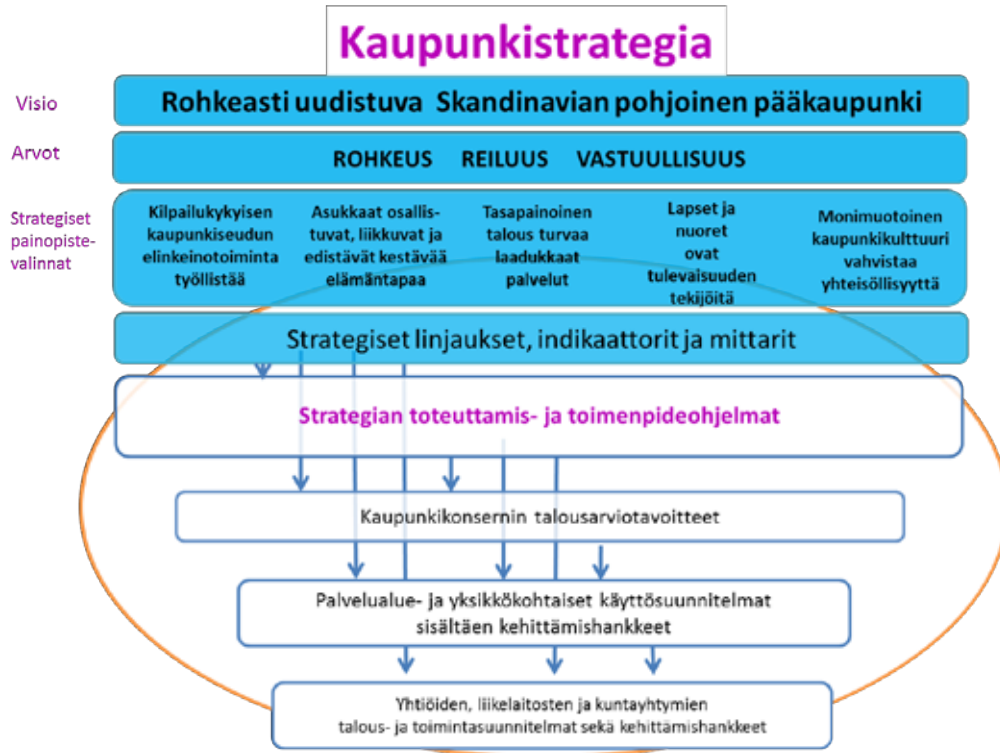 Kaupunkistrategia
Visio
Rohkeasti uudistuva Skandinavian pohjoinen pääkaupunki
Arvot
ROHKEUS REILUUS VASTUULLISUUS
Strategiset
painopiste-
valinnat
Kilpailukykyisen
kaupunkiseudun
elinkeinotoiminta
työllistää
Asukkaat osallis-
tuvat, liikkuvat ja
edistävät kestävää
elämäntapaa
Tasapainoinen
talous turvaa
laadukkaat
palvelut
Lapset ja
nuoret
ovat
tulevaisuuden
tekijöitä
Monimuotoinen
kaupunkikulttuuri
vahvistaa
yhteisöllisyyttä
Strategiset linjaukset, indikaattorit ja mittarit
Strategian toteuttamis- ja toimenpideohjelmat
Kaupunkikonsernin talousarviotavoitteet
Palvelualue- ja yksikkökohtaiset käyttösuunnitelmat
sisältäen kehittämishankkeet
Yhtiöiden, liikelaitosten ja kuntayhtymien
talous- ja toimintasuunnitelmat sekä kehittämishankkeet